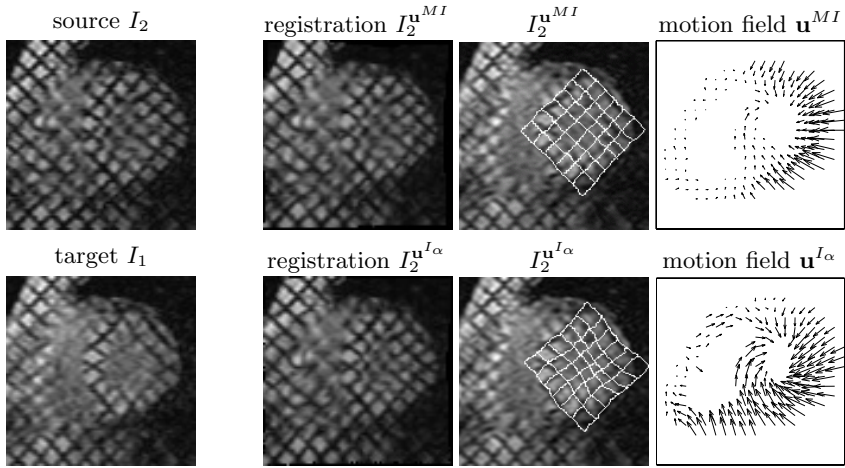 source I₂
registration I₂^{u^{MI}}
I₂^{u^{MI}}
motion field u^{MI}
target I₁
registration I₂^{u^{Iα}}
I₂^{u^{Iα}}
motion field u^{Iα}